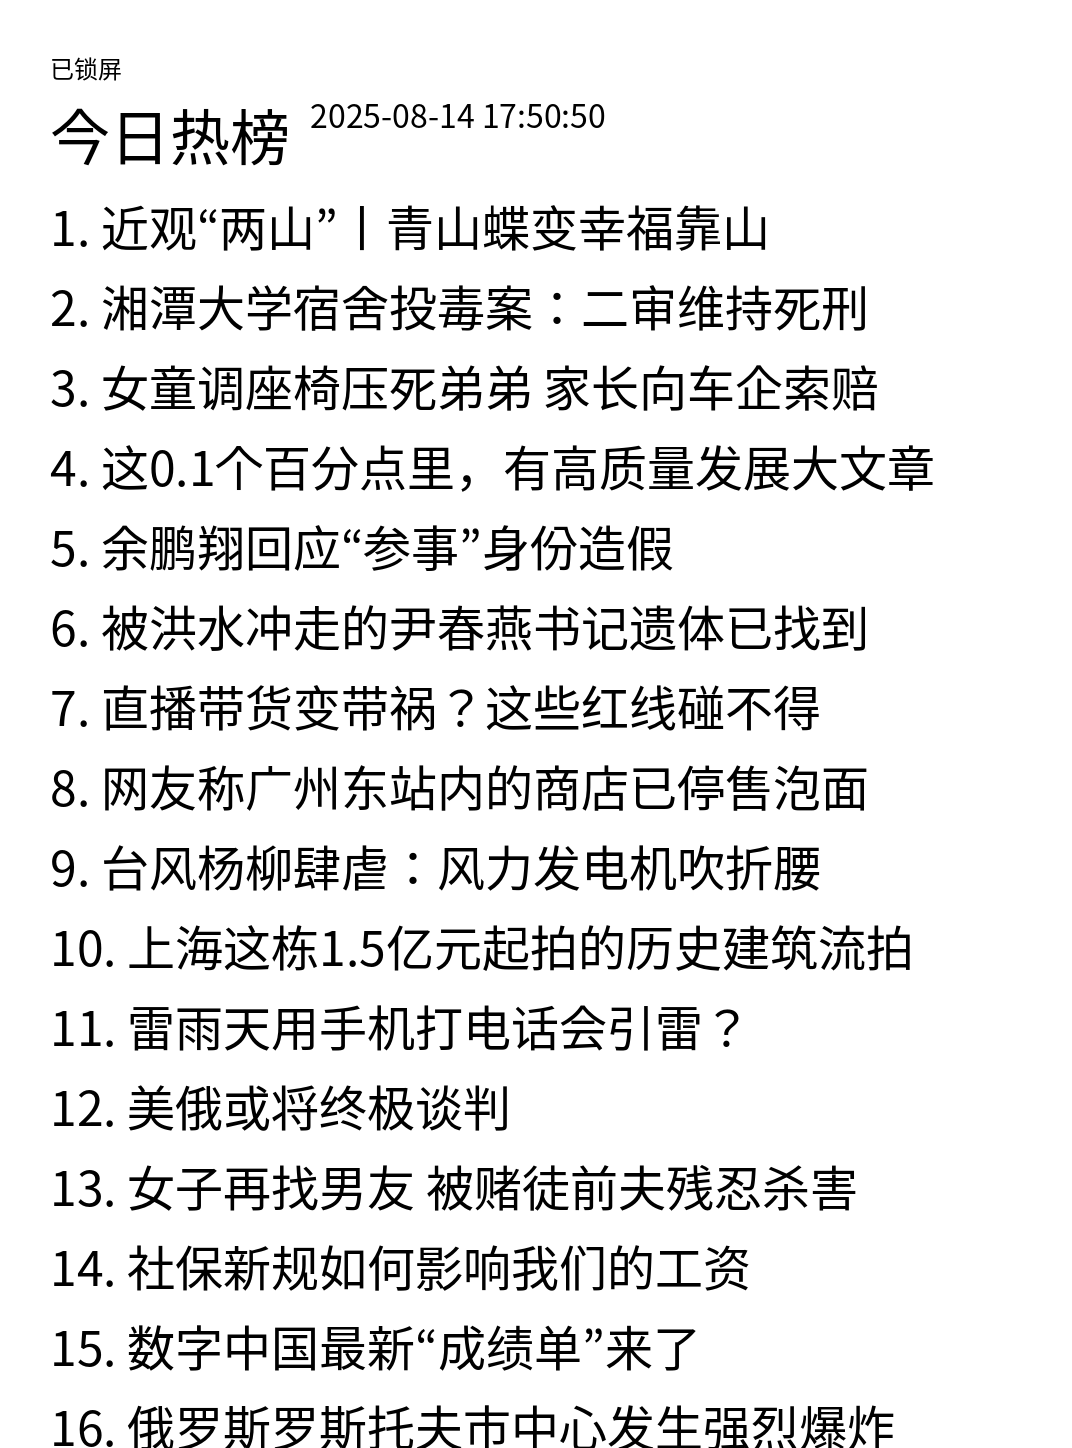 已锁屏
今日热榜 2025-08-14 17:50:50
1. 近观“两山”丨青山蝶变幸福靠山
2. 湘潭大学宿舍投毒案：二审维持死刑
3. 女童调座椅压死弟弟 家长向车企索赔
4. 这0.1个百分点里，有高质量发展大文章
5. 余鹏翔回应“参事”身份造假
6. 被洪水冲走的尹春燕书记遗体已找到
7. 直播带货变带祸？这些红线碰不得
8. 网友称广州东站内的商店已停售泡面
9. 台风杨柳肆虐：风力发电机吹折腰
10. 上海这栋1.5亿元起拍的历史建筑流拍
11. 雷雨天用手机打电话会引雷？
12. 美俄或将终极谈判
13. 女子再找男友 被赌徒前夫残忍杀害
14. 社保新规如何影响我们的工资
15. 数字中国最新“成绩单”来了
16. 俄罗斯罗斯托夫市中心发生强烈爆炸